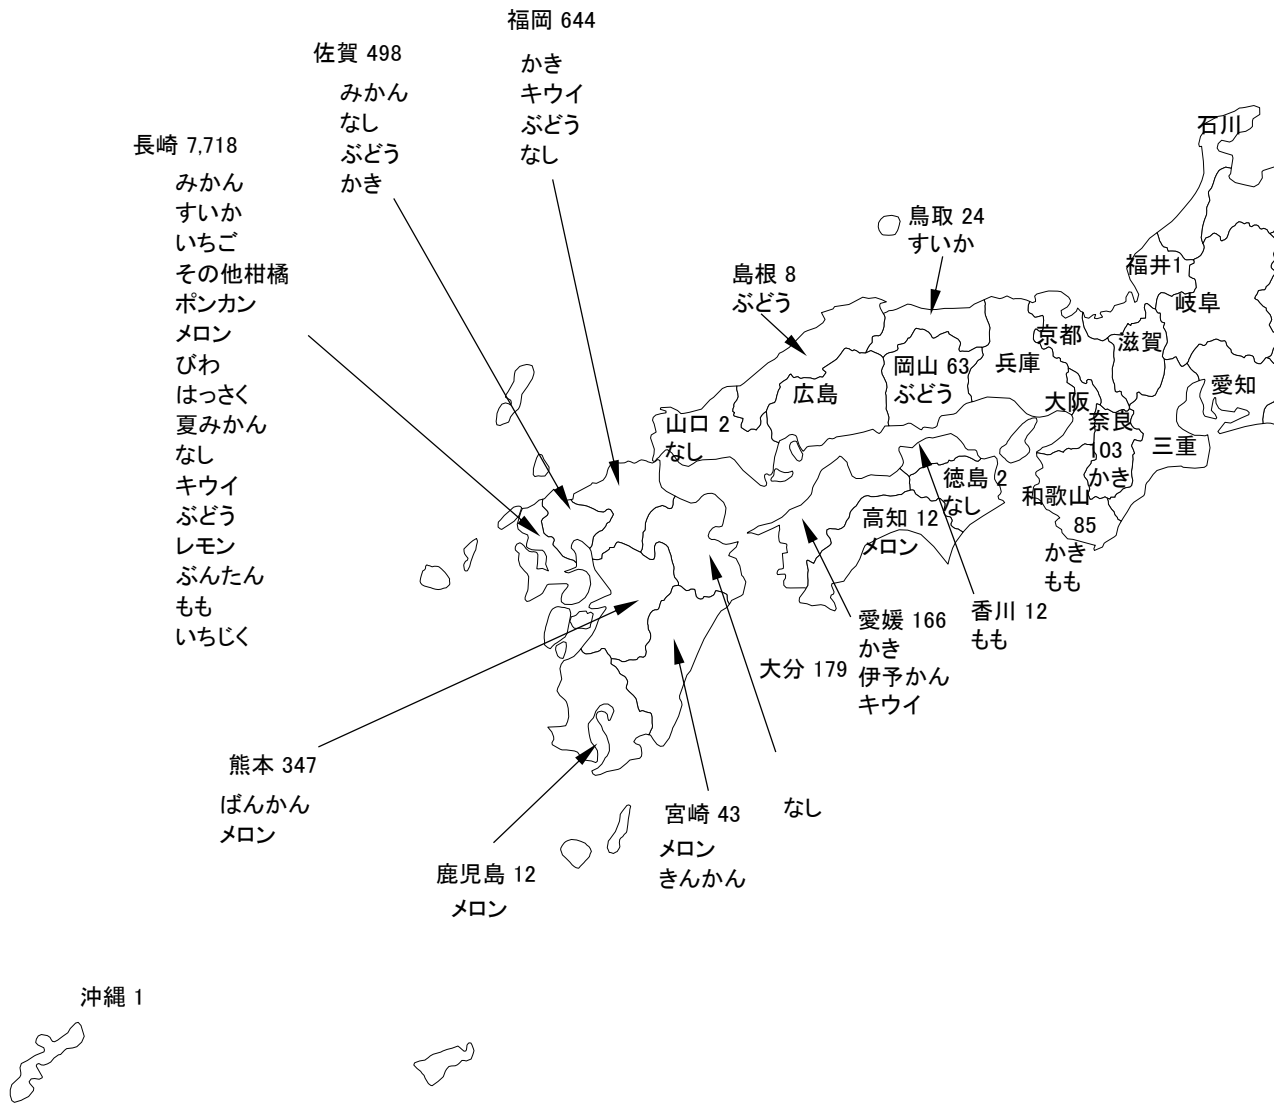 福岡 644
かき
キウイ
ぶどう
なし
佐賀 498
みかん
なし
ぶどう
かき
長崎 7,718
みかん
すいか
いちご
その他柑橘
ポンカン
メロン
びわ
はっさく
夏みかん
なし
キウイ
ぶどう
レモン
ぶんたん
もも
いちじく
石川
鳥取 24
すいか
島根 8
ぶどう
福井1
岐阜
京都
滋賀
兵庫
岡山 63
ぶどう
広島
愛知
大阪
奈良
103
かき
三重
山口 2
なし
徳島 2
なし
和歌山
85
かき
もも
高知 12
メロン
香川 12
もも
愛媛 166
かき
伊予かん
キウイ
大分 179
なし
熊本 347
ばんかん
メロン
宮崎 43
メロン
きんかん
鹿児島 12
メロン
沖縄 1